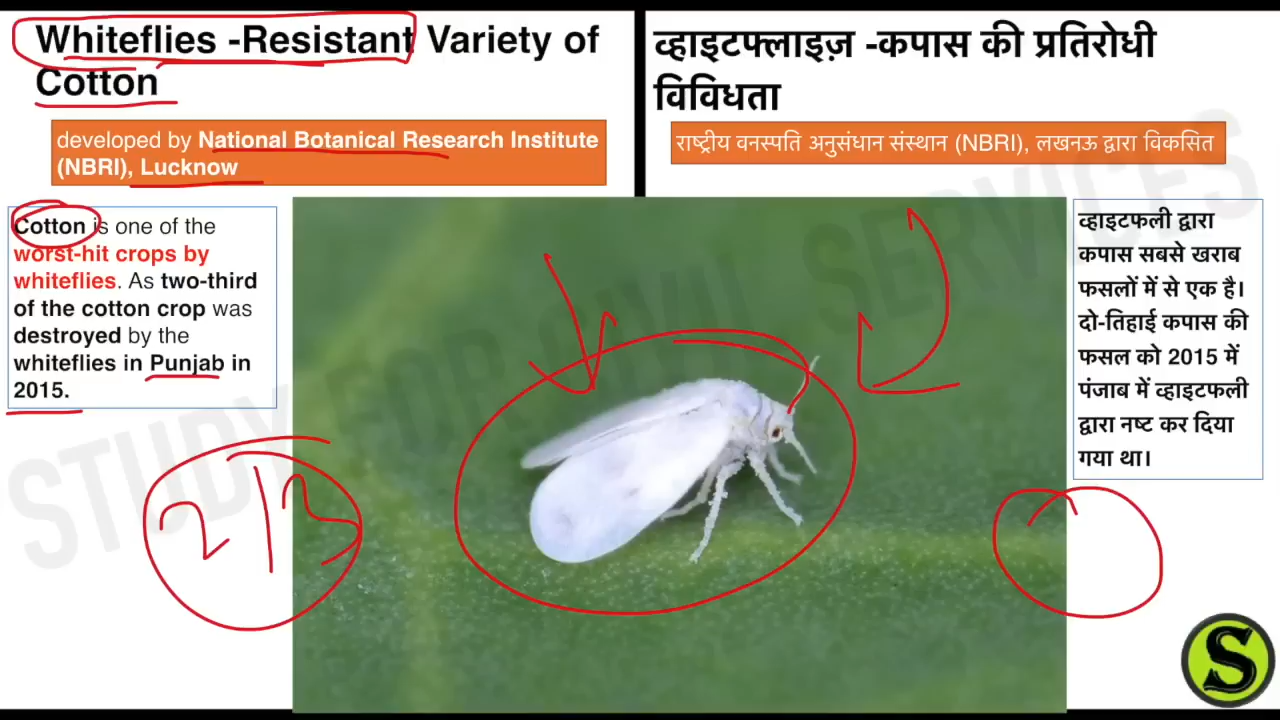 Whiteflies -Resistant Variety of
Cotton
developed by National Botanical Research Institute
(NBRI), Lucknow
Cotton is one of the
worst-hit crops by
whiteflies. As two-third
of the cotton crop was
destroyed by the
whiteflies in Punjab in
2015.
2/3
व्हाइटफ्लाइज़ -कपास की प्रतिरोधी
विविधता
राष्ट्रीय वनस्पति अनुसंधान संस्थान (NBRI), लखनऊ द्वारा विकसित
व्हाइटफली द्वारा
कपास सबसे खराब
फसलों में से एक है।
दो-तिहाई कपास की
फसल को 2015 में
पंजाब में व्हाइटफली
द्वारा नष्ट कर दिया
गया था।
STUDY FOR CIVIL SERVICES
S